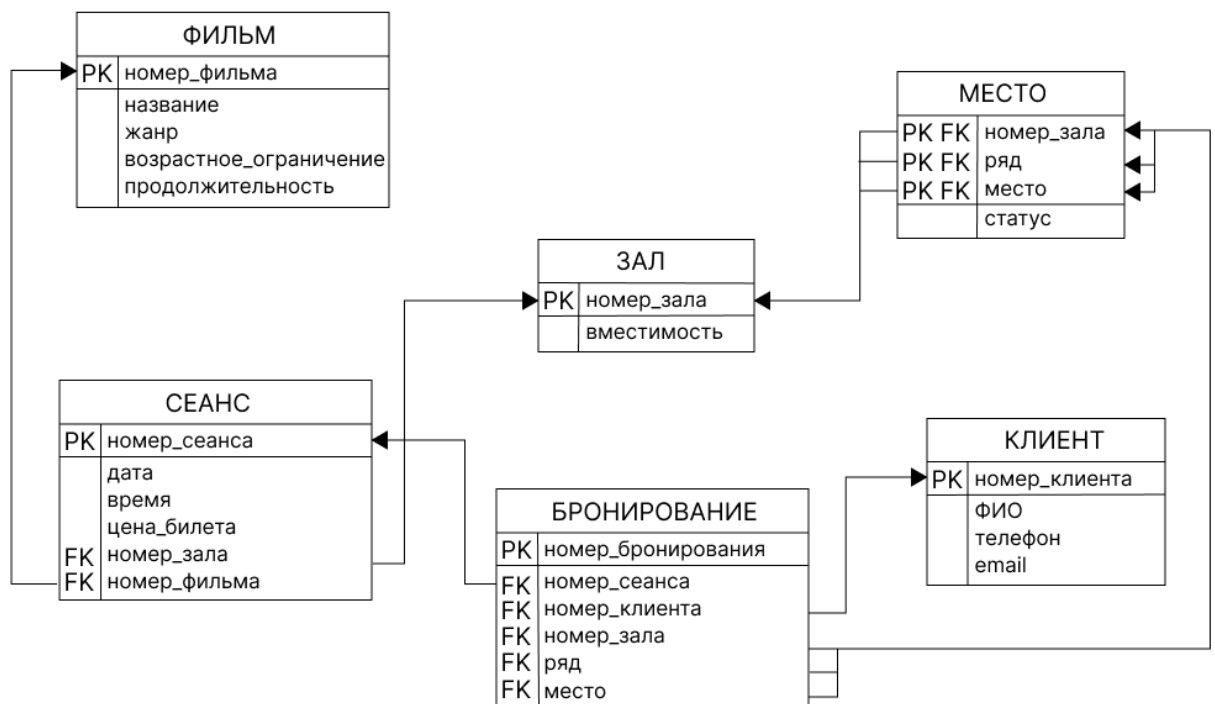 ФИЛЬМ
PK номер_фильма
название
жанр
возрастное_ограничение
продолжительность
МЕСТО
PK FK номер_зала
PK FK ряд
PK FK место
статус
ЗАЛ
PK номер_зала
вместимость
СЕАНС
PK номер_сеанса
дата
время
цена_билета
FK номер_зала
FK номер_фильма
КЛИЕНТ
PK номер_клиента
ФИО
телефон
email
БРОНИРОВАНИЕ
PK номер_бронирования
FK номер_сеанса
FK номер_клиента
FK номер_зала
FK ряд
FK место